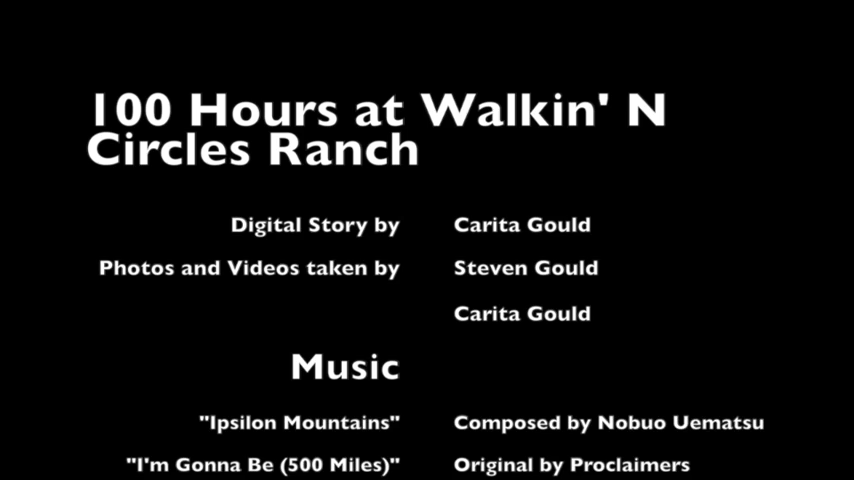 100 Hours at Walkin' N
Circles Ranch
Digital Story by Carita Gould
Photos and Videos taken by Steven Gould
Carita Gould
Music
"Ipsilon Mountains" Composed by Nobuo Uematsu
"I'm Gonna Be (500 Miles)" Original by Proclaimers